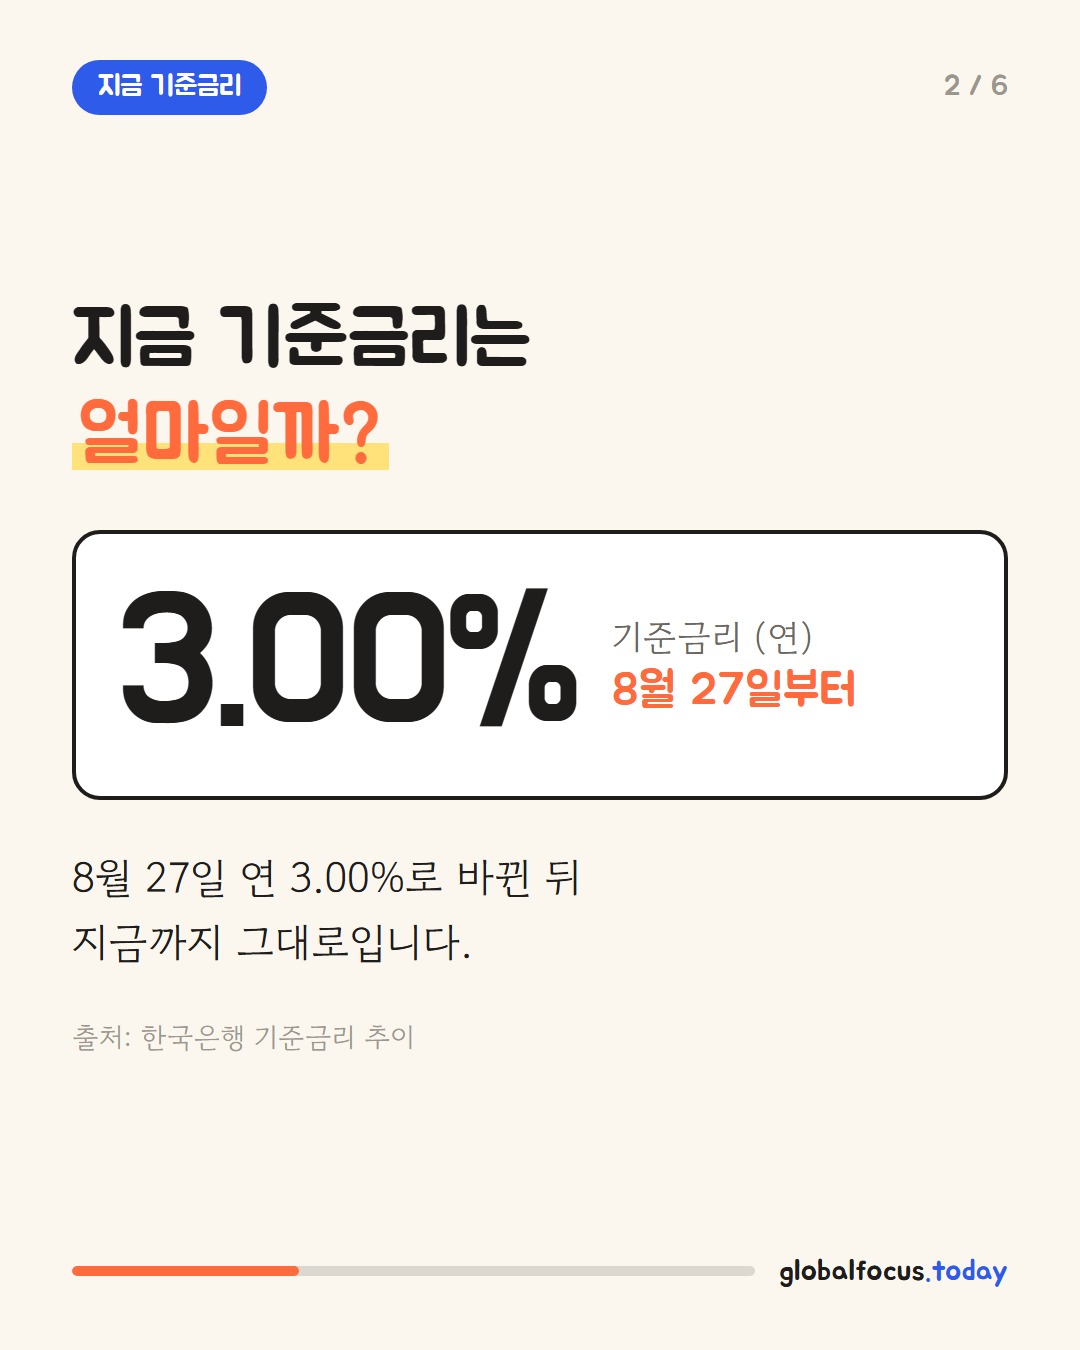 지금 기준금리
2 / 6
지금 기준금리는
얼마일까?
3.00%
기준금리 (연)
8월 27일부터
8월 27일 연 3.00%로 바뀐 뒤
지금까지 그대로입니다.
출처: 한국은행 기준금리 추이
globalfocus.today